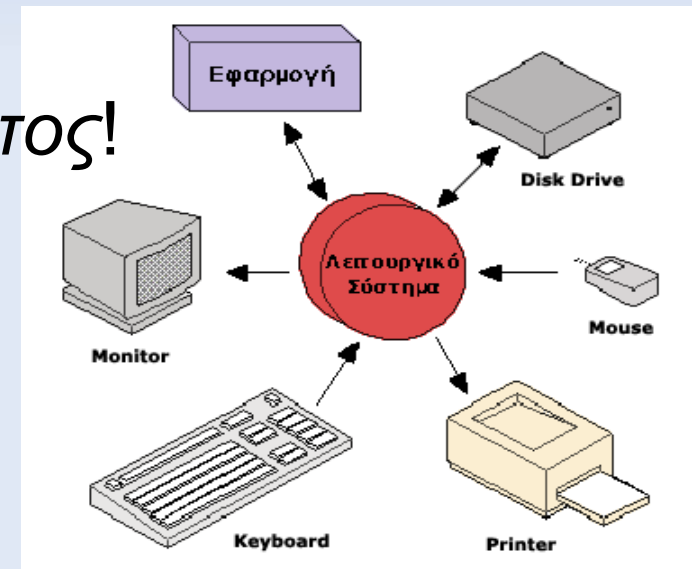 Εφαρμογή
τος!
Disk Drive
Λειτουργικό
Σύστημα
Monitor
Mouse
Keyboard
Printer